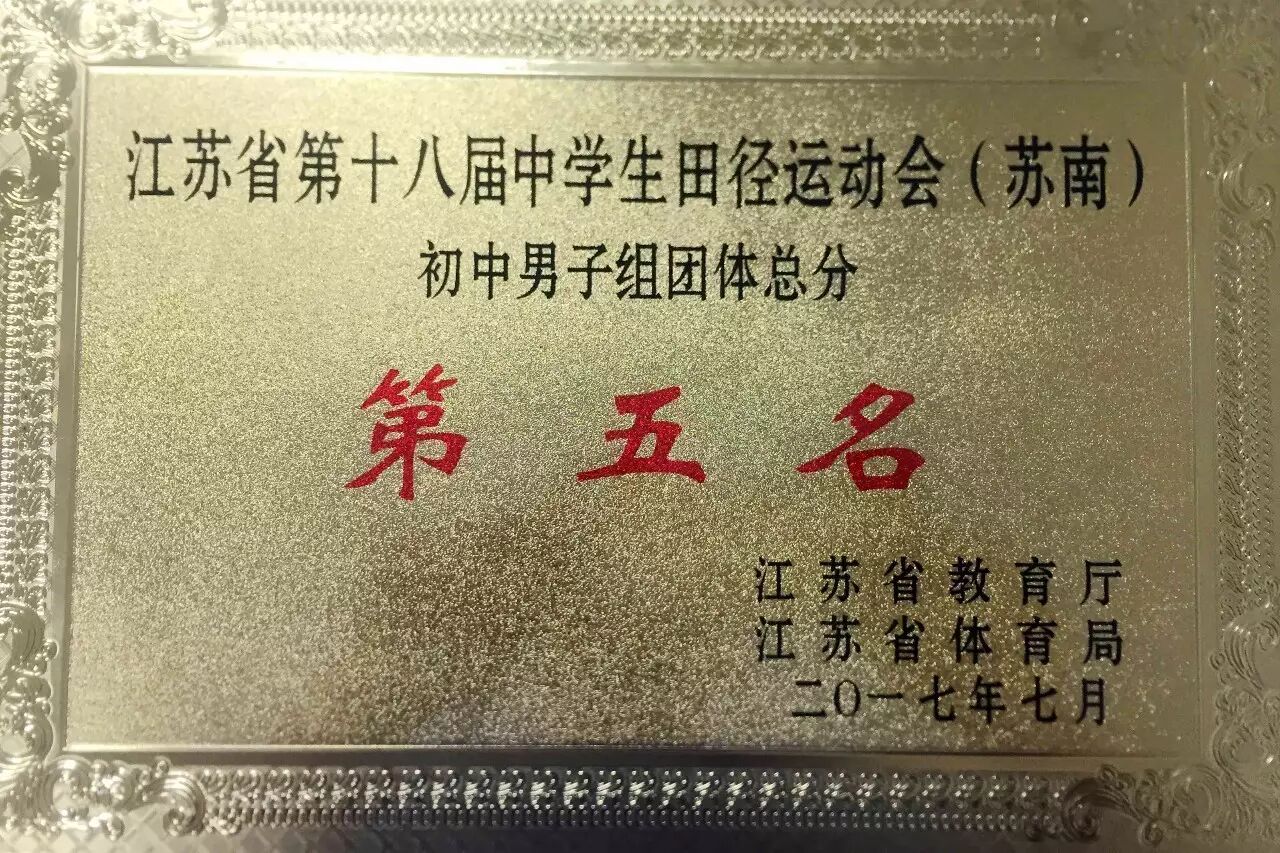 江苏省第十八届中学生田径运动会（苏南）
初中男子组团体总分
第五名
江苏省教育厅
江苏省体育局
二〇一七年七月